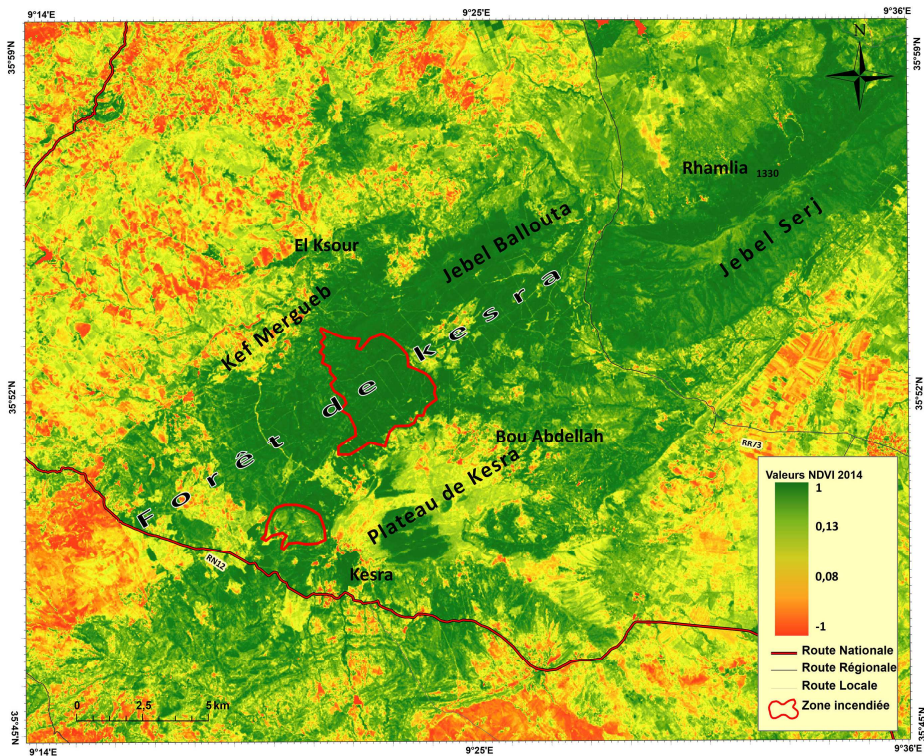 9°14'E
9°25'E
9°36'E
35°59'N
35°59'N
N
Rhamlia 1330
Jebel Serj
Jebel Ballouta
El Ksour
Kef Mergueb
Forêt de kesra
35°52'N
35°52'N
Bou Abdellah
RR73
Plateau de Kesra
Kesra
RN12
Valeurs NDVI 2014
1
0,13
0,08
-1
Route Nationale
Route Régionale
Route Locale
Zone incendiée
0 2,5 5 km
35°45'N
35°45'N
9°14'E
9°25'E
9°36'E